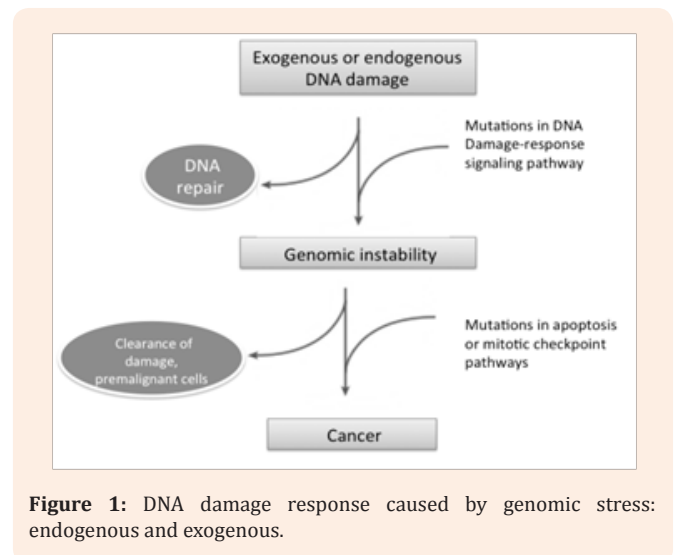 Exogenous or endogenous
DNA damage
Mutations in DNA
Damage-response
signaling pathway
DNA
repair
Genomic instability
Clearance of
damage,
premalignant cells
Mutations in apoptosis
or mitotic checkpoint
pathways
Cancer
Figure 1: DNA damage response caused by genomic stress:
endogenous and exogenous.